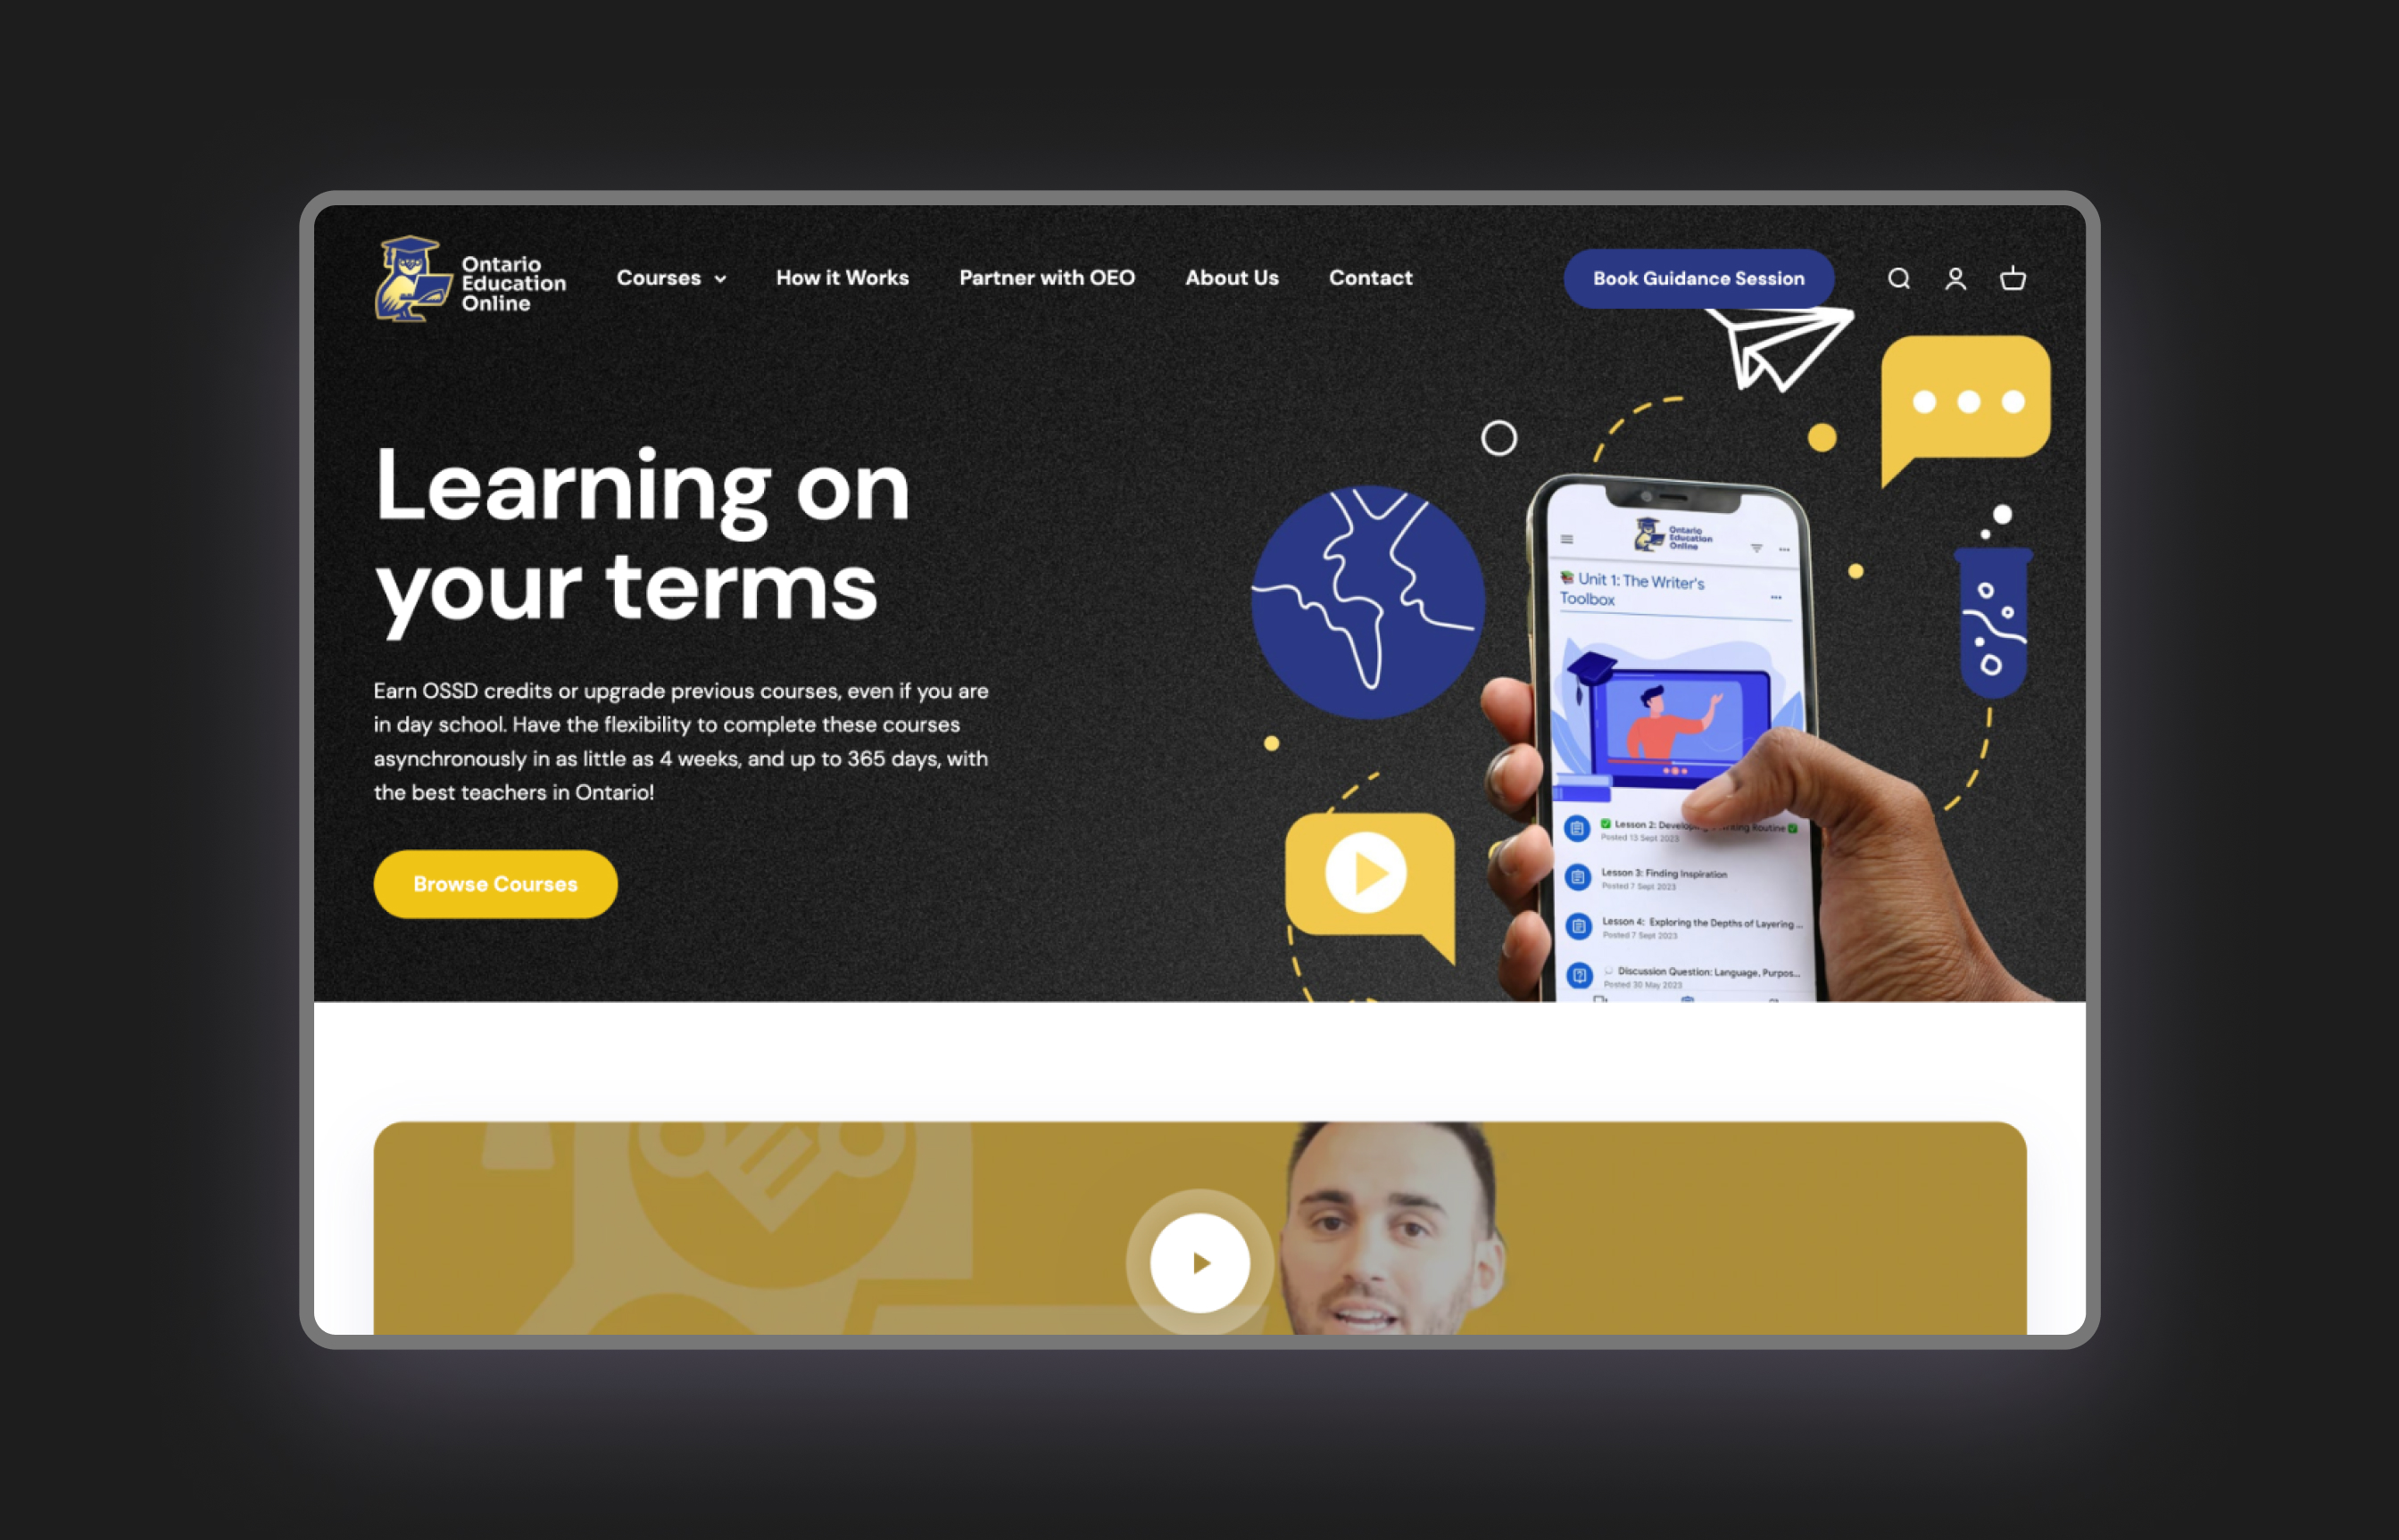 Ontario
Education
Online
Courses
How it Works
Partner with OEO
About Us
Contact
Book Guidance Session
Learning on
your terms
Earn OSSD credits or upgrade previous courses, even if you are
in day school. Have the flexibility to complete these courses
asynchronously in as little as 4 weeks, and up to 365 days, with
the best teachers in Ontario!
Browse Courses
Ontario
Education
Online
Unit 1: The Writer's
Toolbox
Lesson 2: Routine
Posted 13 Sept 2023
Lesson 3: Finding Inspiration
Posted 7 Sept 2023
Lesson 4: Exploring the Depths of Layering ...
Posted 7 Sept 2023
Discussion Question: Language, Purpos...
Posted 30 May 2023